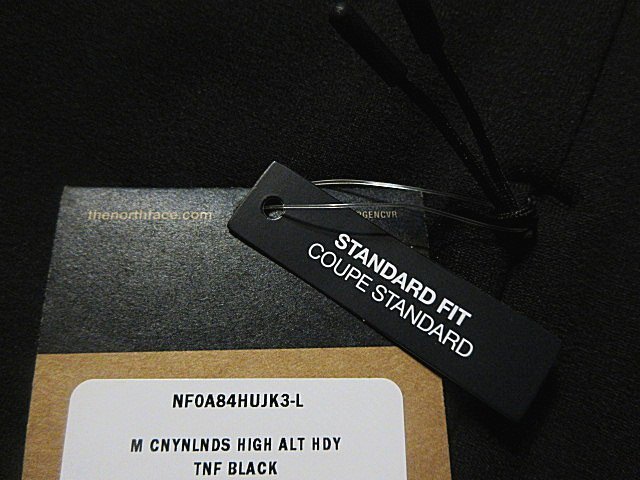 thenorthface.com
STANDARD FIT
COUPE STANDARD
NF0A84HUJK3-L
M CNYNLNDS HIGH ALT HDY
TNF BLACK